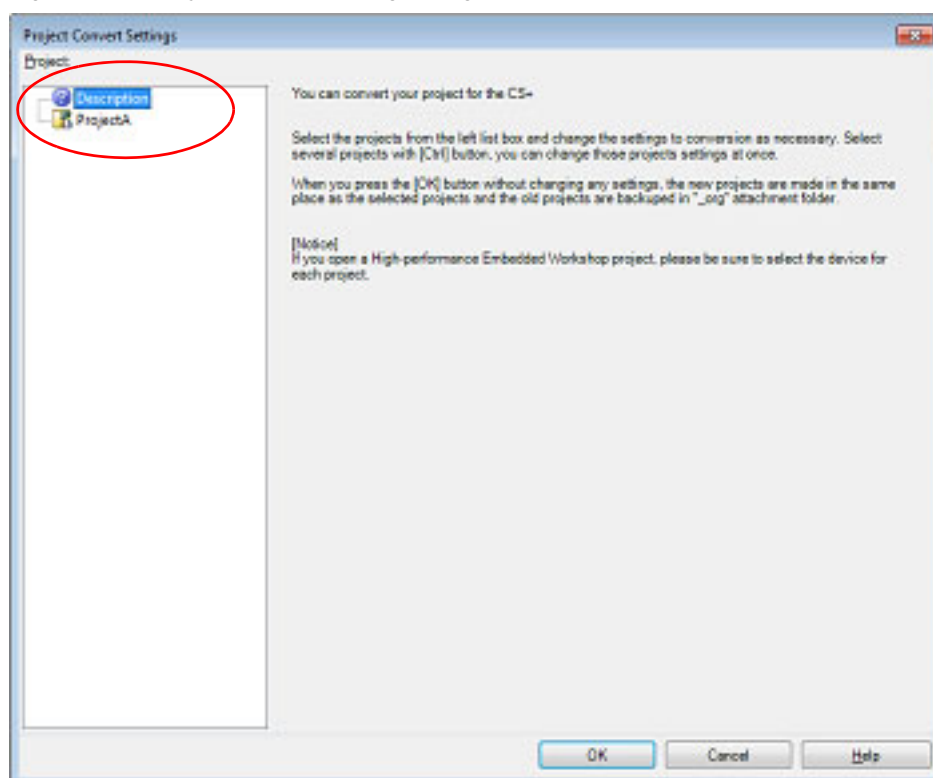 Project Convert Settings
Project:
Description
ProjectA
You can convert your project for the CS+
Select the projects from the left list box and change the settings to conversion as necessary. Select
several projects with [Ctrl] button, you can change those projects settings at once.
When you press the [OK] button without changing any settings, the new projects are made in the same
place as the selected projects and the old projects are backuped in "_org" attachment folder.
[Notice]
If you open a High-performance Embedded Workshop project, please be sure to select the device for
each project.
OK
Cancel
Help